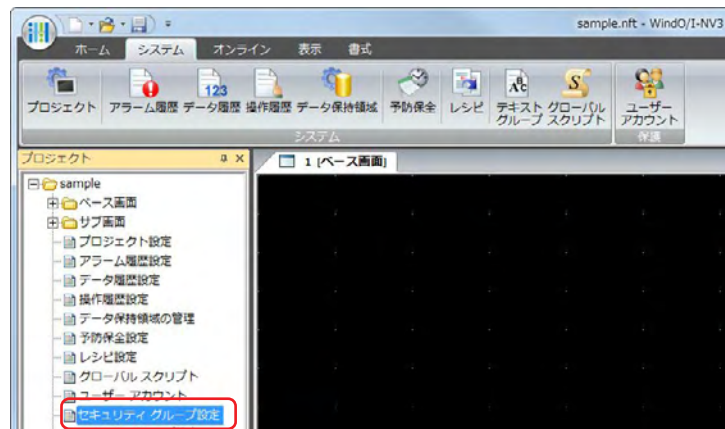 sample.nft - WindO/I-NV3
ホーム システム オンライン 表示 書式
プロジェクト アラーム履歴 データ履歴 操作履歴 データ保持領域 予防保全 レシピ テキスト グループ グローバル スクリプト ユーザー アカウント
123
システム 保護
プロジェクト
1 [ベース画面]
sample
ベース画面
サブ画面
プロジェクト設定
アラーム履歴設定
データ履歴設定
操作履歴設定
データ保持領域の管理
予防保全設定
レシピ設定
グローバル スクリプト
ユーザー アカウント
セキュリティ グループ設定